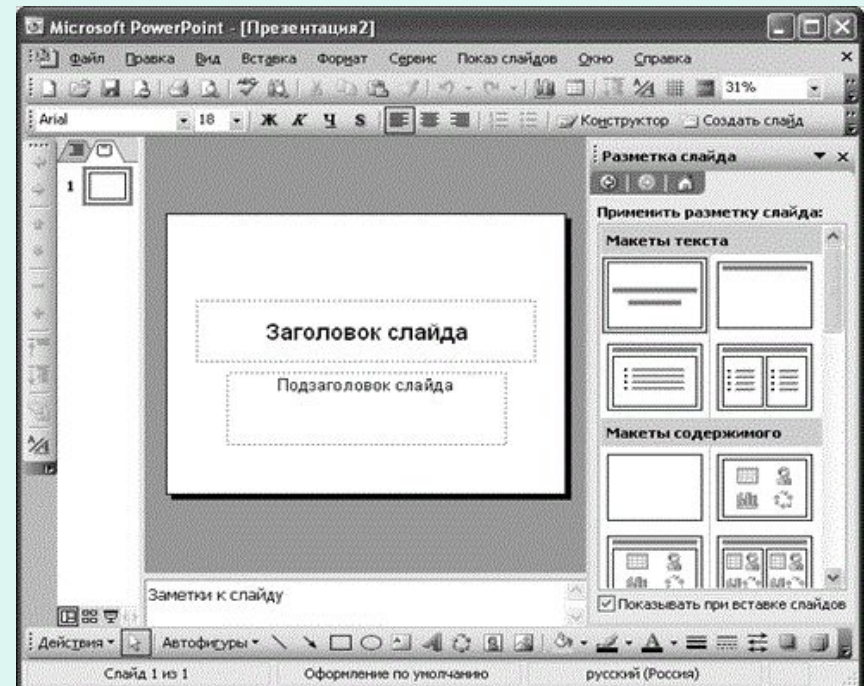 Microsoft PowerPoint - [Презентация2]
Файл Правка Вид Вставка Формат Сервис Показ слайдов Окно Справка
31%
Arial 18 Ж К Ч S Конструктор Создать слайд
Разметка слайда
1
Применить разметку слайда:
Макеты текста
Заголовок слайда
Подзаголовок слайда
Макеты содержимого
Заметки к слайду
Показывать при вставке слайдов
Действия Автофигуры
Слайд 1 из 1 Оформление по умолчанию русский (Россия)